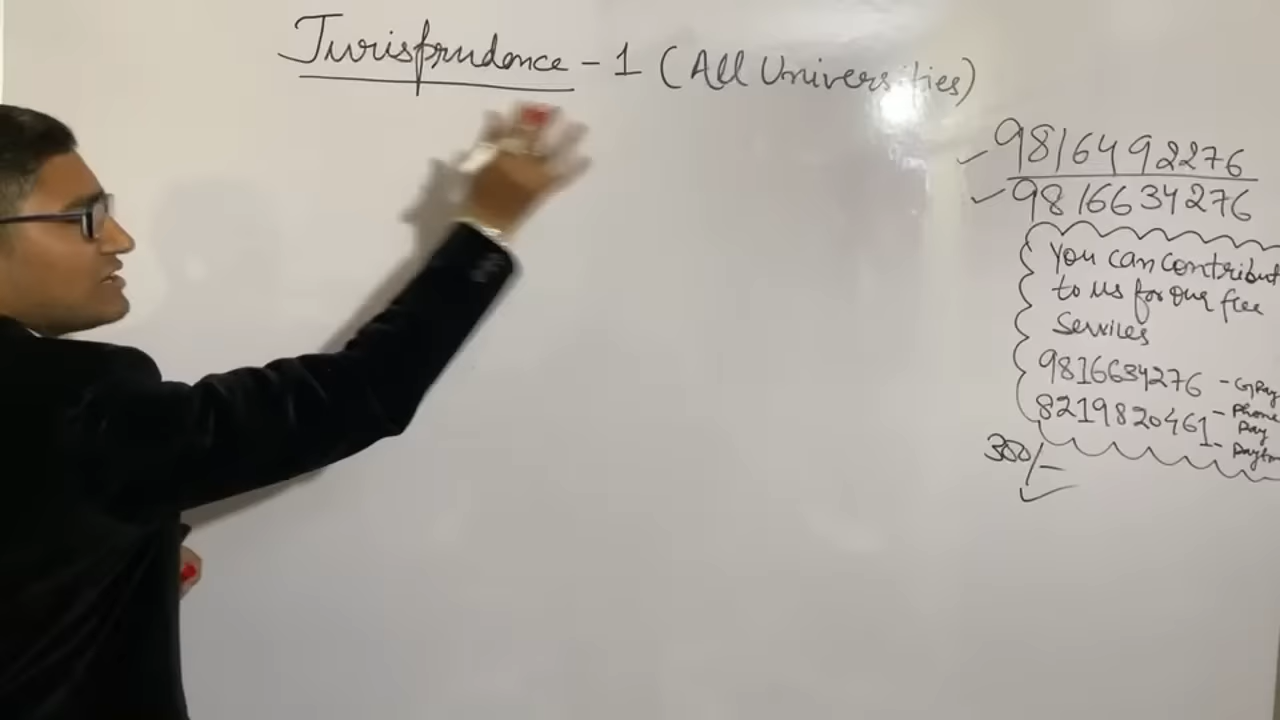 Jurisprudence - 1 (All Universities)
9816492276
9816634276
You can contribut
to us for our free
Services
9816634276 - GPay
8219820461 - Phone
Pay
- Paytm
300/-